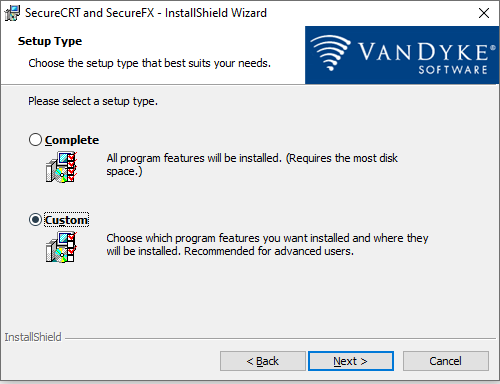 SecureCRT and SecureFX - InstallShield Wizard
Setup Type
Choose the setup type that best suits your needs.
VANDYKE®
SOFTWARE
Please select a setup type.
Complete
All program features will be installed. (Requires the most disk
space.)
Custom
Choose which program features you want installed and where they
will be installed. Recommended for advanced users.
InstallShield
< Back
Next >
Cancel